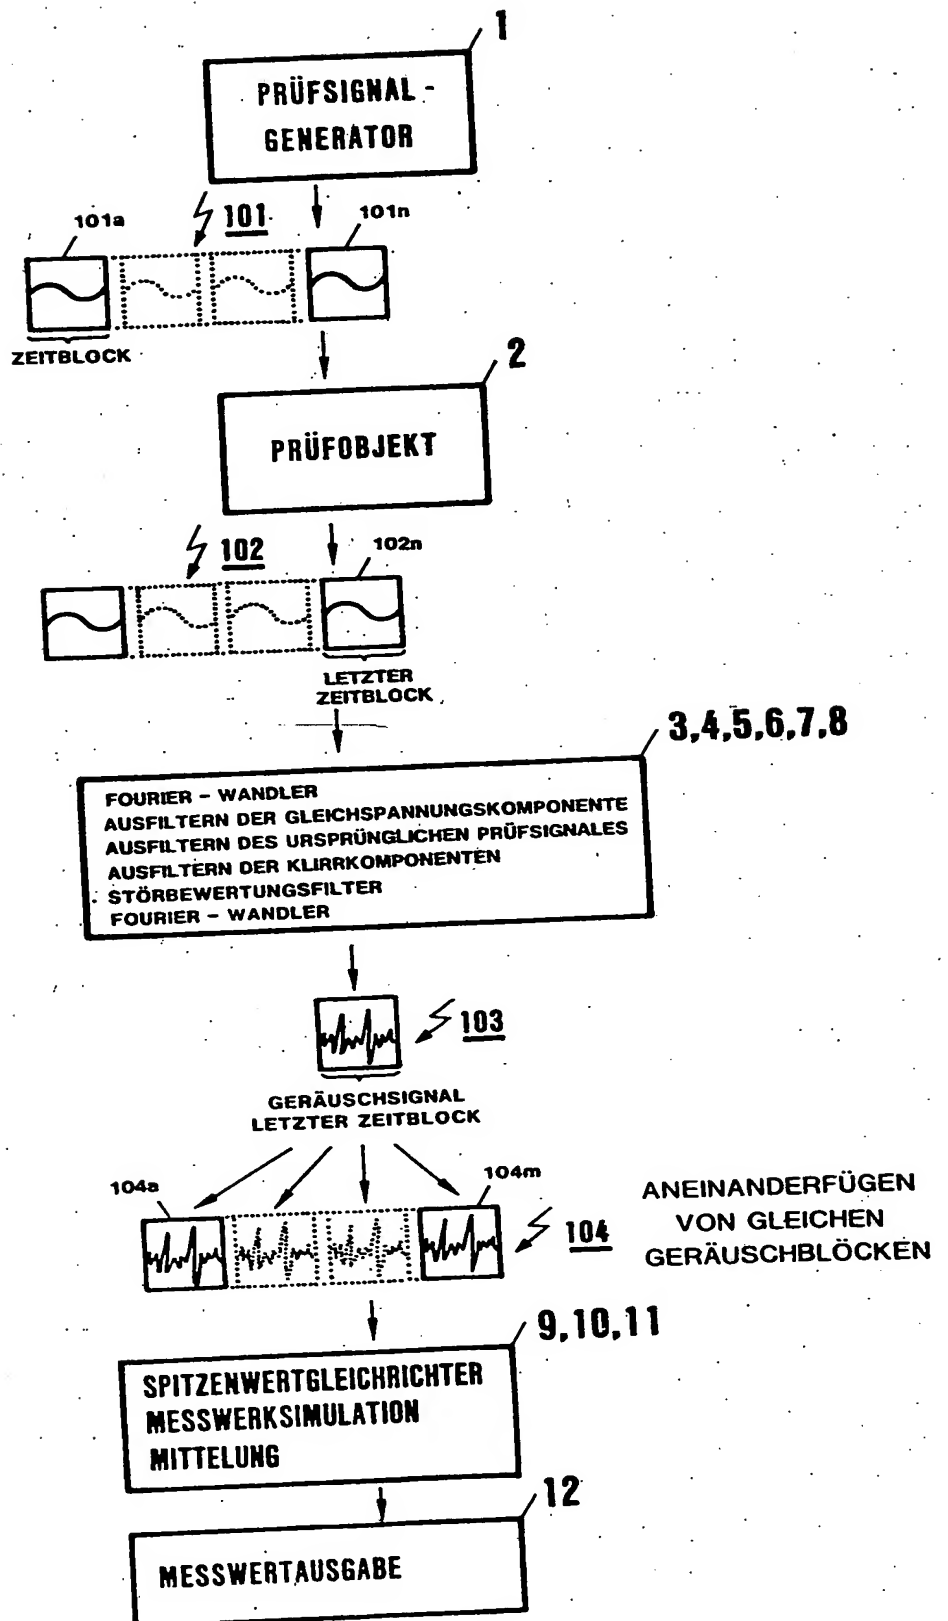 1
PRÜFSIGNAL -
GENERATOR
101a
101
101n
ZEITBLOCK
2
PRÜFOBJEKT
102
102n
LETZTER
ZEITBLOCK
3,4,5,6,7,8
FOURIER – WANDLER
AUSFILTERN DER GLEICHSPANNUNGSKOMPONENTE
AUSFILTERN DES URSPRÜNGLICHEN PRÜFSIGNALES
AUSFILTERN DER KLIRRKOMPONENTEN
STÖRBEWERTUNGSFILTER
FOURIER – WANDLER
103
GERÄUSCHSIGNAL
LETZTER ZEITBLOCK
104a
104m
104
ANEINANDERFÜGEN
VON GLEICHEN
GERÄUSCHBLÖCKEN
9,10,11
SPITZENWERTGLEICHRICHTER
MESSWERKSIMULATION
MITTELUNG
12
MESSWERTAUSGABE